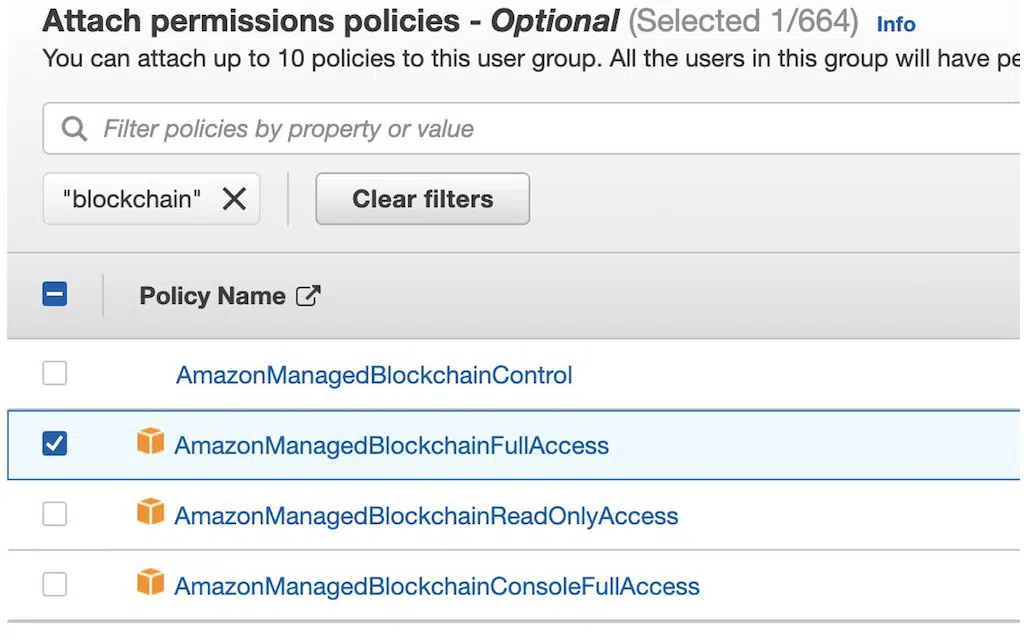 Attach permissions policies - Optional (Selected 1/664) Info
You can attach up to 10 policies to this user group. All the users in this group will have
Filter policies by property or value
"blockchain"
Clear filters
Policy Name
AmazonManagedBlockchainControl
AmazonManagedBlockchainFullAccess
AmazonManagedBlockchainReadOnlyAccess
AmazonManagedBlockchainConsoleFullAccess